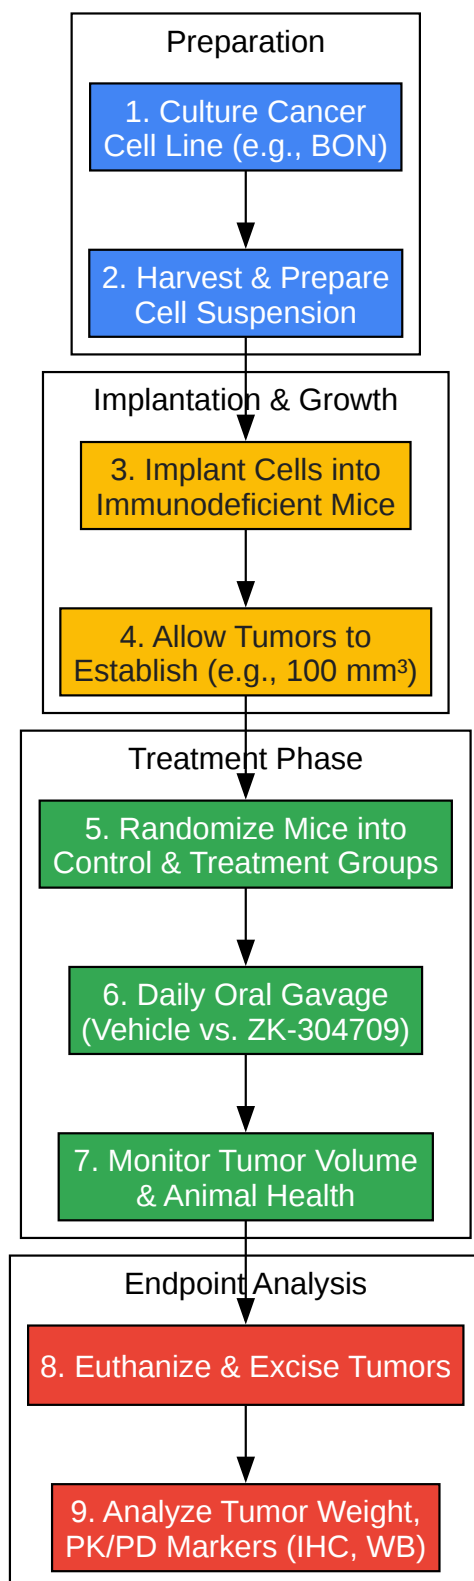 Preparation
1. Culture Cancer
Cell Line (e.g., BON)
2. Harvest & Prepare
Cell Suspension
Implantation & Growth
3. Implant Cells into
Immunodeficient Mice
4. Allow Tumors to
Establish (e.g., 100 mm³)
Treatment Phase
5. Randomize Mice into
Control & Treatment Groups
6. Daily Oral Gavage
(Vehicle vs. ZK-304709)
7. Monitor Tumor Volume
& Animal Health
Endpoint Analysis
8. Euthanize & Excise Tumors
9. Analyze Tumor Weight,
PK/PD Markers (IHC, WB)